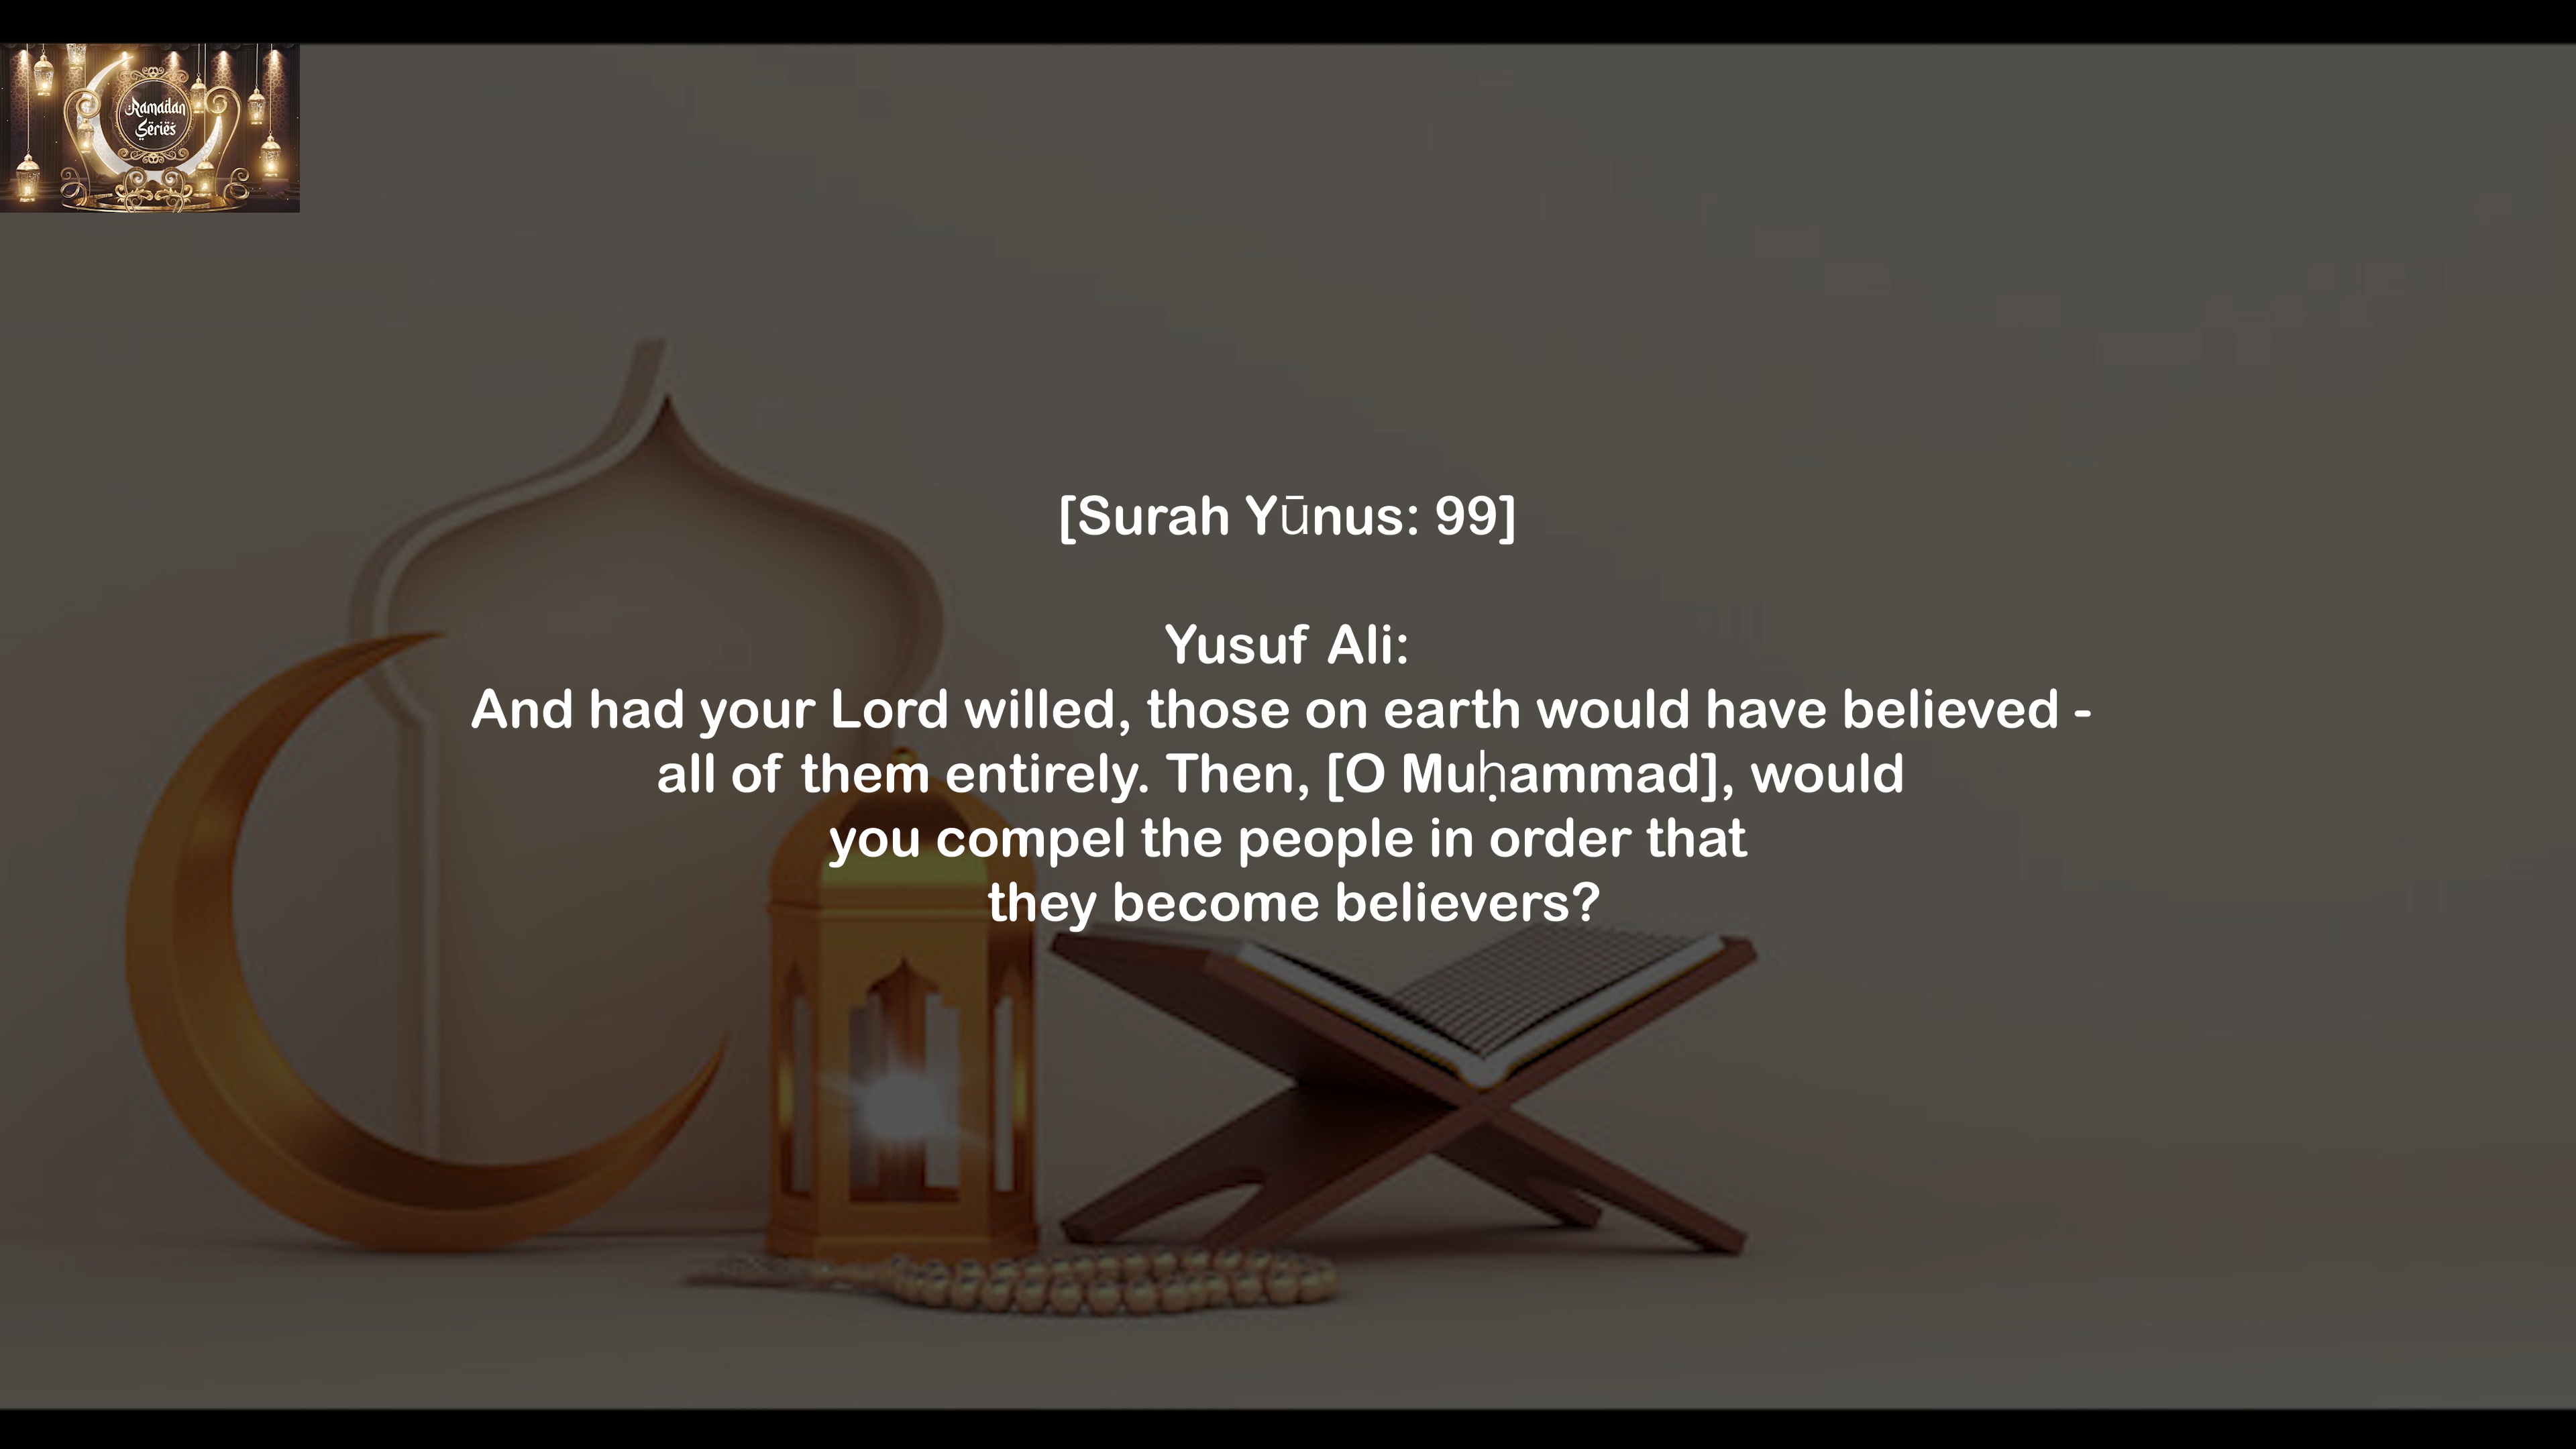 Ramadan
Series
[Surah Yūnus: 99]
Yusuf Ali:
And had your Lord willed, those on earth would have believed -
all of them entirely. Then, [O Muḥammad], would
you compel the people in order that
they become believers?